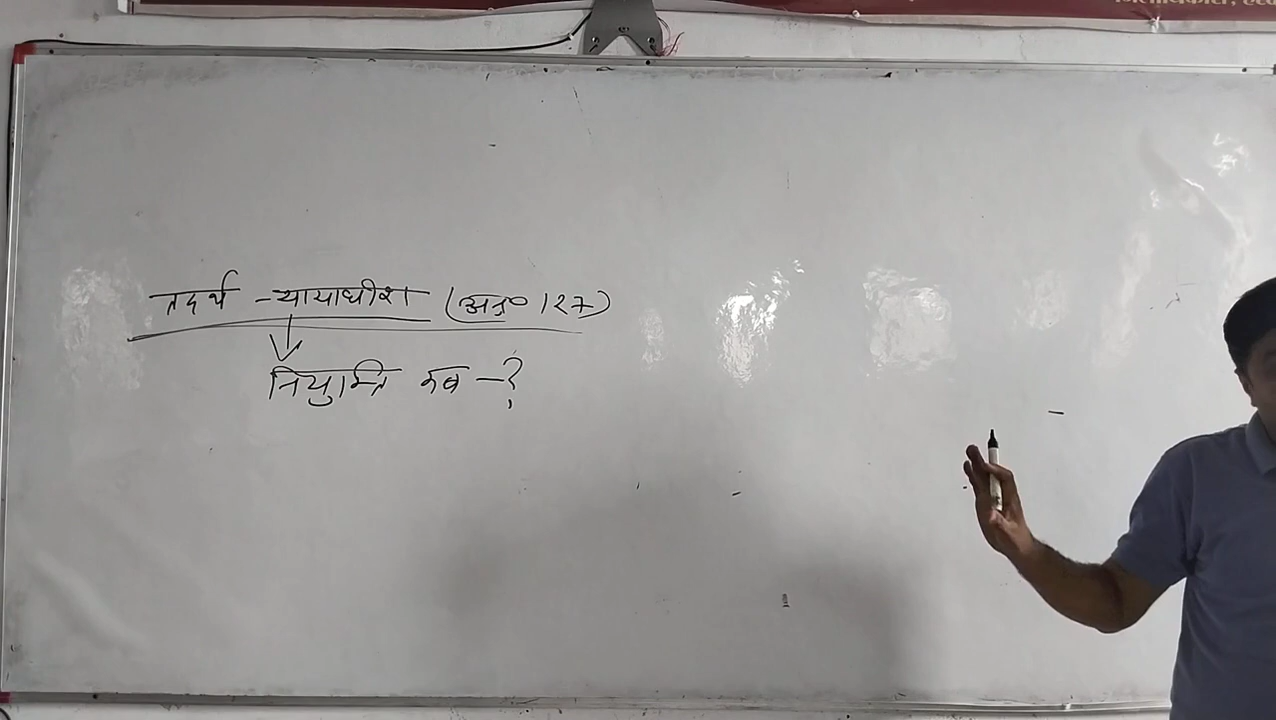 तदर्थ न्यायाधीश (अनु० 127)
नियुक्ति कब - ?